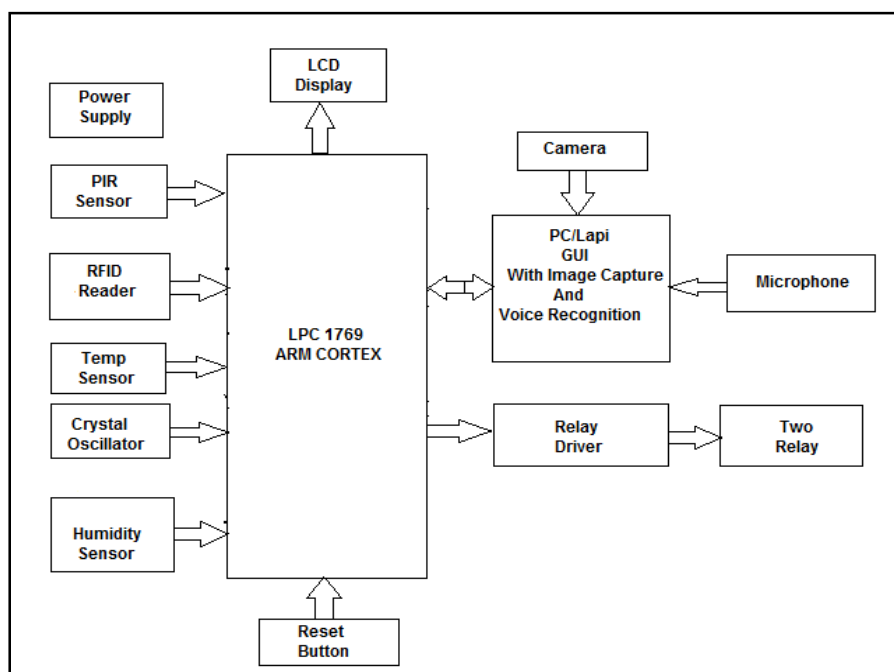 LCD
Display
Power
Supply
PIR
Sensor
RFID
Reader
Temp
Sensor
Crystal
Oscillator
Humidity
Sensor
LPC 1769
ARM CORTEX
Reset
Button
Camera
PC/Lapi
GUI
With Image Capture
And
Voice Recognition
Microphone
Relay
Driver
Two
Relay